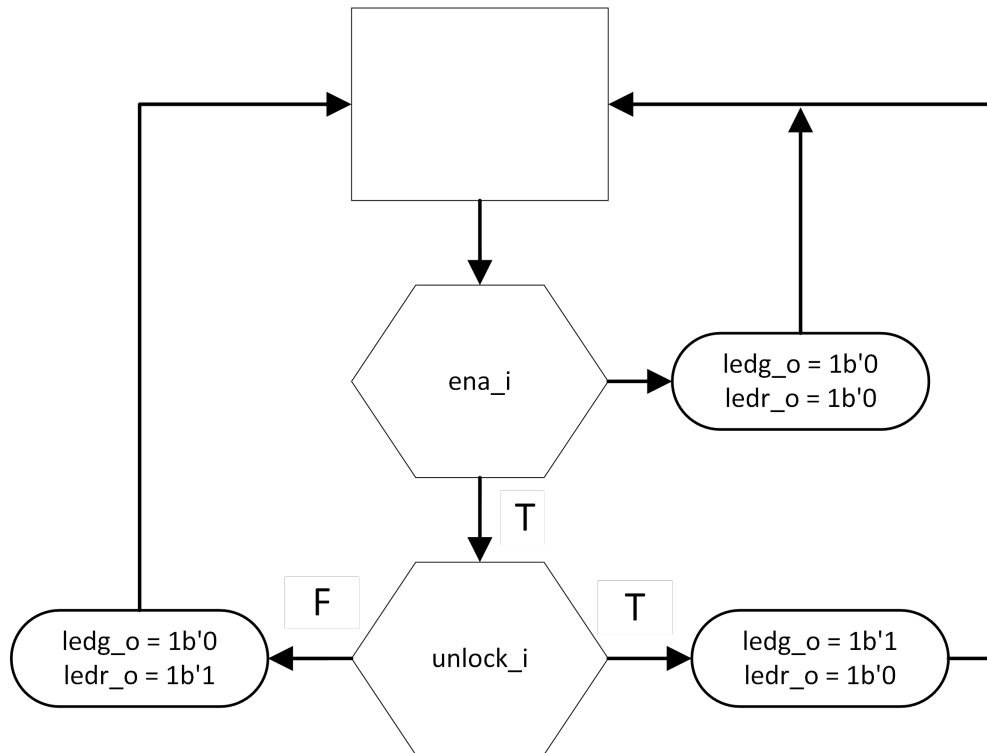 ena_i
ledg_o = 1b'0
ledr_o = 1b'0
T
F
T
ledg_o = 1b'0
ledr_o = 1b'1
unlock_i
ledg_o = 1b'1
ledr_o = 1b'0